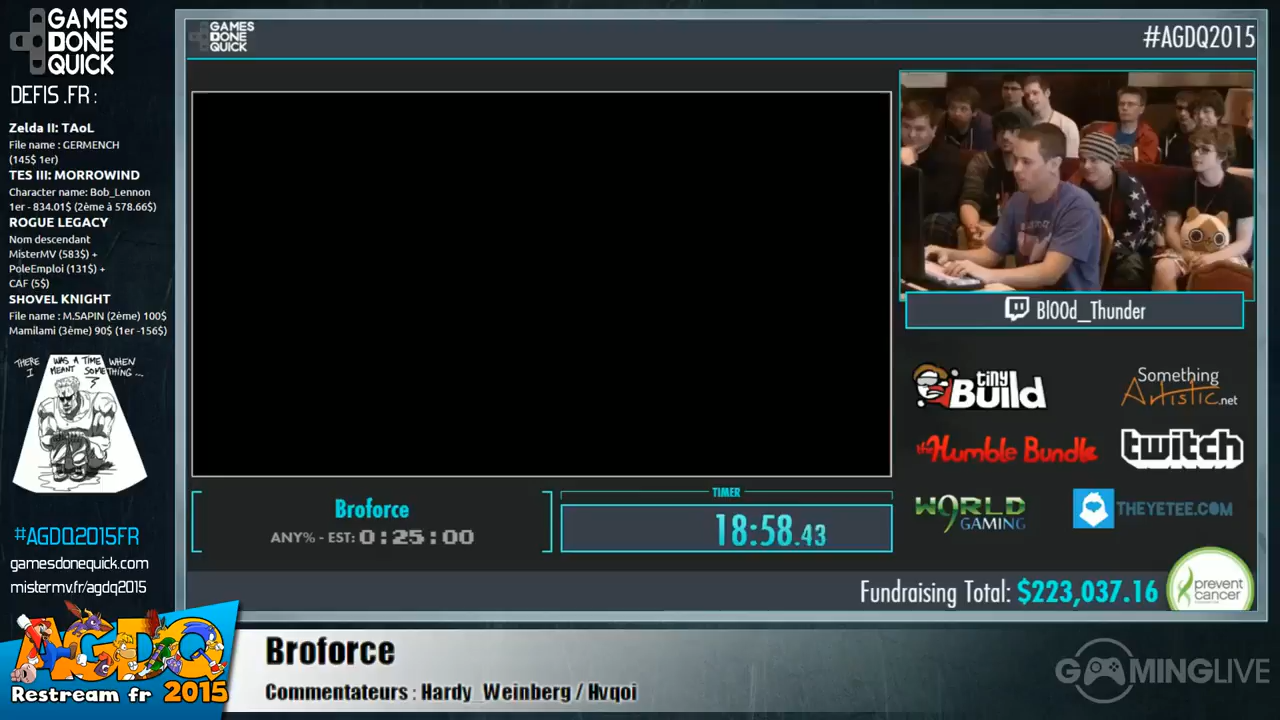 GAMES
DONE
QUICK
DEFIS .FR :
Zelda II: TAoL
File name : GERMENCH
(145$ 1er)
TES III: MORROWIND
Character name: Bob_Lennon
1er - 834.01$ (2ème à 578.66$)
ROGUE LEGACY
Nom descendant
MisterMV (583$) +
PoleEmploi (131$) +
CAF (5$)
SHOVEL KNIGHT
File name : M.SAPIN (2ème) 100$
Mamilami (3ème) 90$ (1er -156$)
THERE WAS A TIME WHEN
I MEANT SOMETHING...
#AGDQ2015FR
gamesdonequick.com
mistermv.fr/agdq2015
AGDQ
Restream fr 2015
GAMES
DONE
QUICK
#AGDQ2015
Bl00d_Thunder
tiny
Build
Something
Artistic.net
the Humble Bundle
twitch
W9RLD
GAMING
THEYETEE.COM
Broforce
ANY% - EST: 0:25:00
TIMER
18:58.43
Fundraising Total: $223,037.16
prevent
cancer
Broforce
Commentateurs : Hardy_Weinberg / Hvqoi
GAMINGLIVE